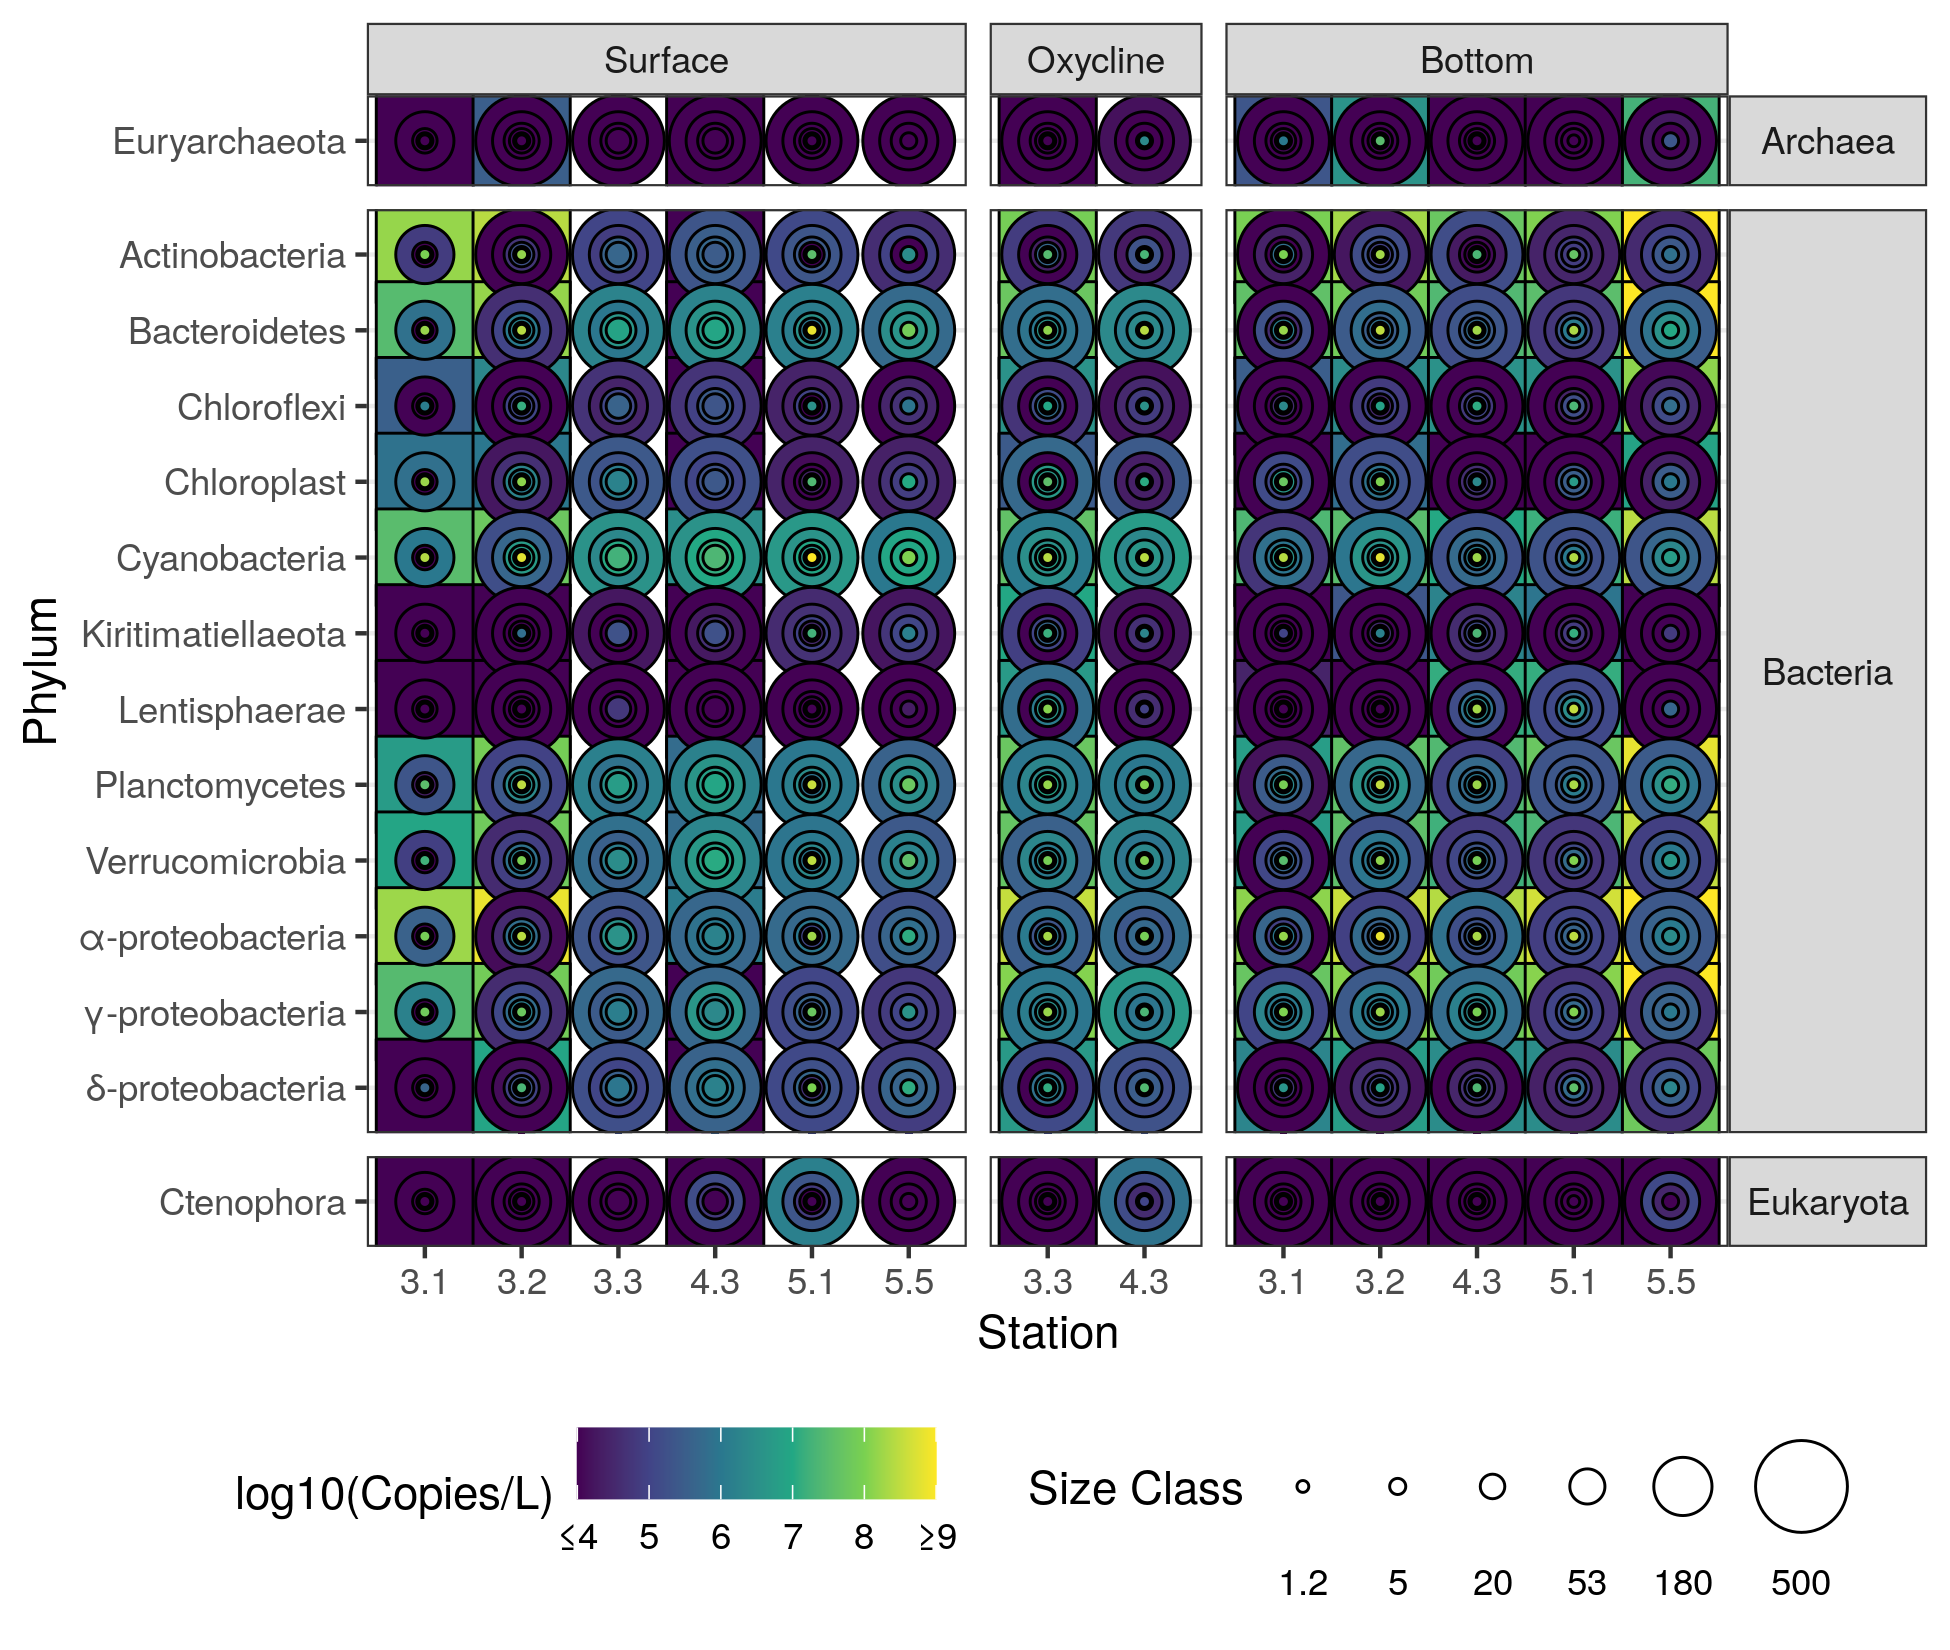 Surface Oxycline Bottom
Euryarchaeota
Archaea
Actinobacteria
Bacteroidetes
Chloroflexi
Chloroplast
Cyanobacteria
Kiritimatiellaeota
Lentisphaerae
Planctomycetes
Verrucomicrobia
α-proteobacteria
γ-proteobacteria
δ-proteobacteria
Bacteria
Ctenophora
Eukaryota
Phylum
3.1 3.2 3.3 4.3 5.1 5.5 3.3 4.3 3.1 3.2 4.3 5.1 5.5
Station
log10(Copies/L)
≤4 5 6 7 8 ≥9
Size Class
1.2 5 20 53 180 500